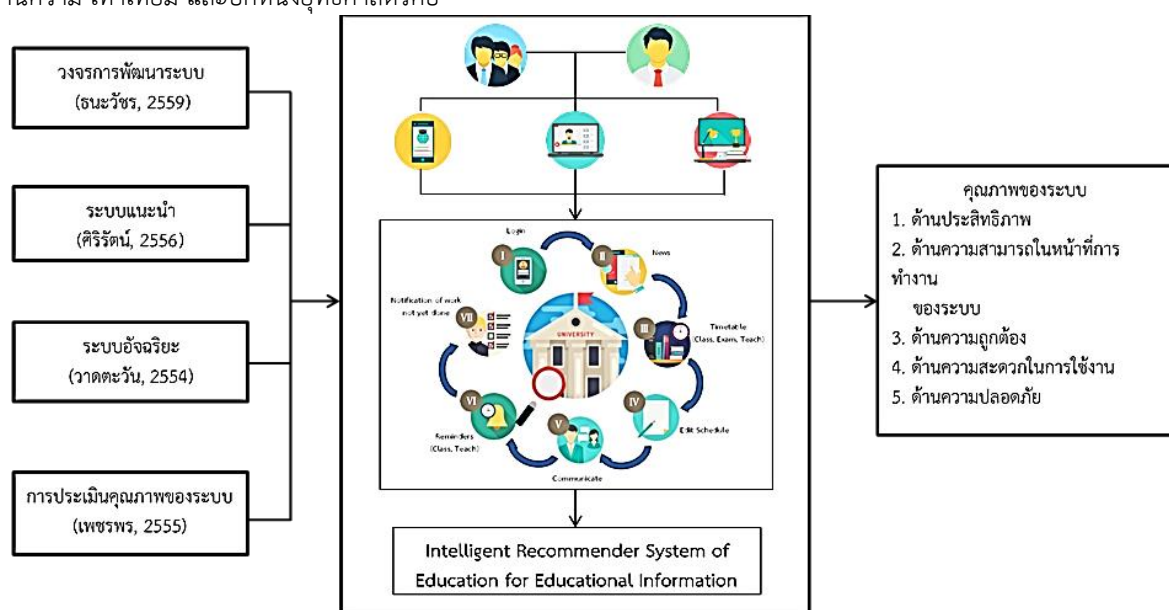 วงจรการพัฒนาระบบ
(ธนะวัชร, 2559)
ระบบแนะนำ
(ศิริรัตน์, 2556)
ระบบอัจฉริยะ
(วาดตะวัน, 2554)
การประเมินคุณภาพของระบบ
(เพชรพร, 2555)
I
Login
II
News
III
Timetable
(Class, Exam, Teach)
IV
Edit Schedule
V
Communicate
VI
Reminders
(Class, Teach)
VII
Notification of work
not yet done
UNIVERSITY
Intelligent Recommender System of
Education for Educational Information
คุณภาพของระบบ
1. ด้านประสิทธิภาพ
2. ด้านความสามารถในหน้าที่การ
ทำงาน
ของระบบ
3. ด้านความถูกต้อง
4. ด้านความสะดวกในการใช้งาน
5. ด้านความปลอดภัย